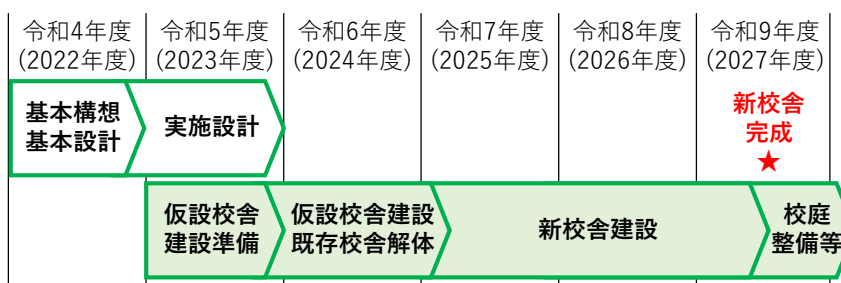 令和4年度 令和5年度 令和6年度 令和7年度 令和8年度 令和9年度
(2022年度) (2023年度) (2024年度) (2025年度) (2026年度) (2027年度)
基本構想
基本設計
実施設計
新校舎
完成
★
仮設校舎
建設準備
仮設校舎建設
既存校舎解体
新校舎建設
校庭
整備等